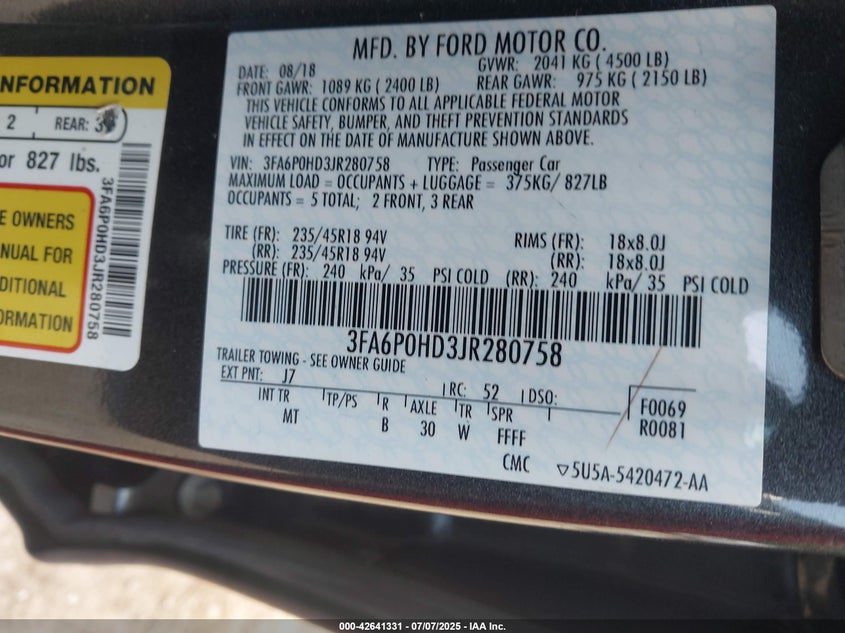 INFORMATION
2 REAR: 3
or 827 lbs.
E OWNERS
ANUAL FOR
DITIONAL
ORMATION
3FA6P0HD3JR280758
MFD. BY FORD MOTOR CO.
DATE: 08/18 GVWR: 2041 KG ( 4500 LB)
FRONT GAWR: 1089 KG ( 2400 LB) REAR GAWR: 975 KG ( 2150 LB)
THIS VEHICLE CONFORMS TO ALL APPLICABLE FEDERAL MOTOR
VEHICLE SAFETY, BUMPER, AND THEFT PREVENTION STANDARDS
IN EFFECT ON THE DATE OF MANUFACTURE SHOWN ABOVE.
VIN: 3FA6P0HD3JR280758 TYPE: Passenger Car
MAXIMUM LOAD = OCCUPANTS + LUGGAGE = 375KG/ 827LB
OCCUPANTS = 5 TOTAL; 2 FRONT, 3 REAR
TIRE (FR): 235/45R18 94V RIMS (FR): 18x8.0J
(RR): 235/45R18 94V (RR): 18x8.0J
PRESSURE (FR): 240 kPa/ 35 PSI COLD (RR): 240 kPa/ 35 PSI COLD
3FA6P0HD3JR280758
TRAILER TOWING - SEE OWNER GUIDE
EXT PNT: J7 RC: 52 DSO:
INT TR TP/PS R AXLE TR SPR F0069
MT B 30 W FFFF R0081
CMC ▽5U5A-5420472-AA
000-42641331 / 07/07/2025 - IAA Inc.